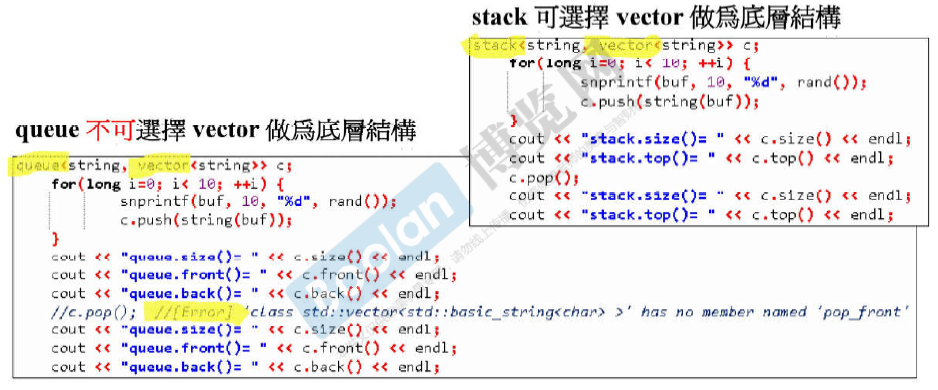 stack 可選擇 vector 做爲底層結構
stack<string, vector<string>> c;
for(long i=0; i< 10; ++i) {
snprintf(buf, 10, "%d", rand());
c.push(string(buf));
}
cout << "stack.size()= " << c.size() << endl;
cout << "stack.top()= " << c.top() << endl;
c.pop();
cout << "stack.size()= " << c.size() << endl;
cout << "stack.top()= " << c.top() << endl;
queue 不可選擇 vector 做爲底層結構
queue<string, vector<string>> c;
for(long i=0; i< 10; ++i) {
snprintf(buf, 10, "%d", rand());
c.push(string(buf));
}
cout << "queue.size()= " << c.size() << endl;
cout << "queue.front()= " << c.front() << endl;
cout << "queue.back()= " << c.back() << endl;
//c.pop(); //[Error] 'class std::vector<std::basic_string<char> >' has no member named 'pop_front'
cout << "queue.size()= " << c.size() << endl;
cout << "queue.front()= " << c.front() << endl;
cout << "queue.back()= " << c.back() << endl;
博览网